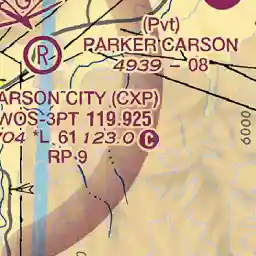 (Pvt)
R PARKER CARSON
4939 - 08
ARSON CITY (CXP)
WOS-3PT 119.925
704 *L 61 123.0 C
RP 9
6000